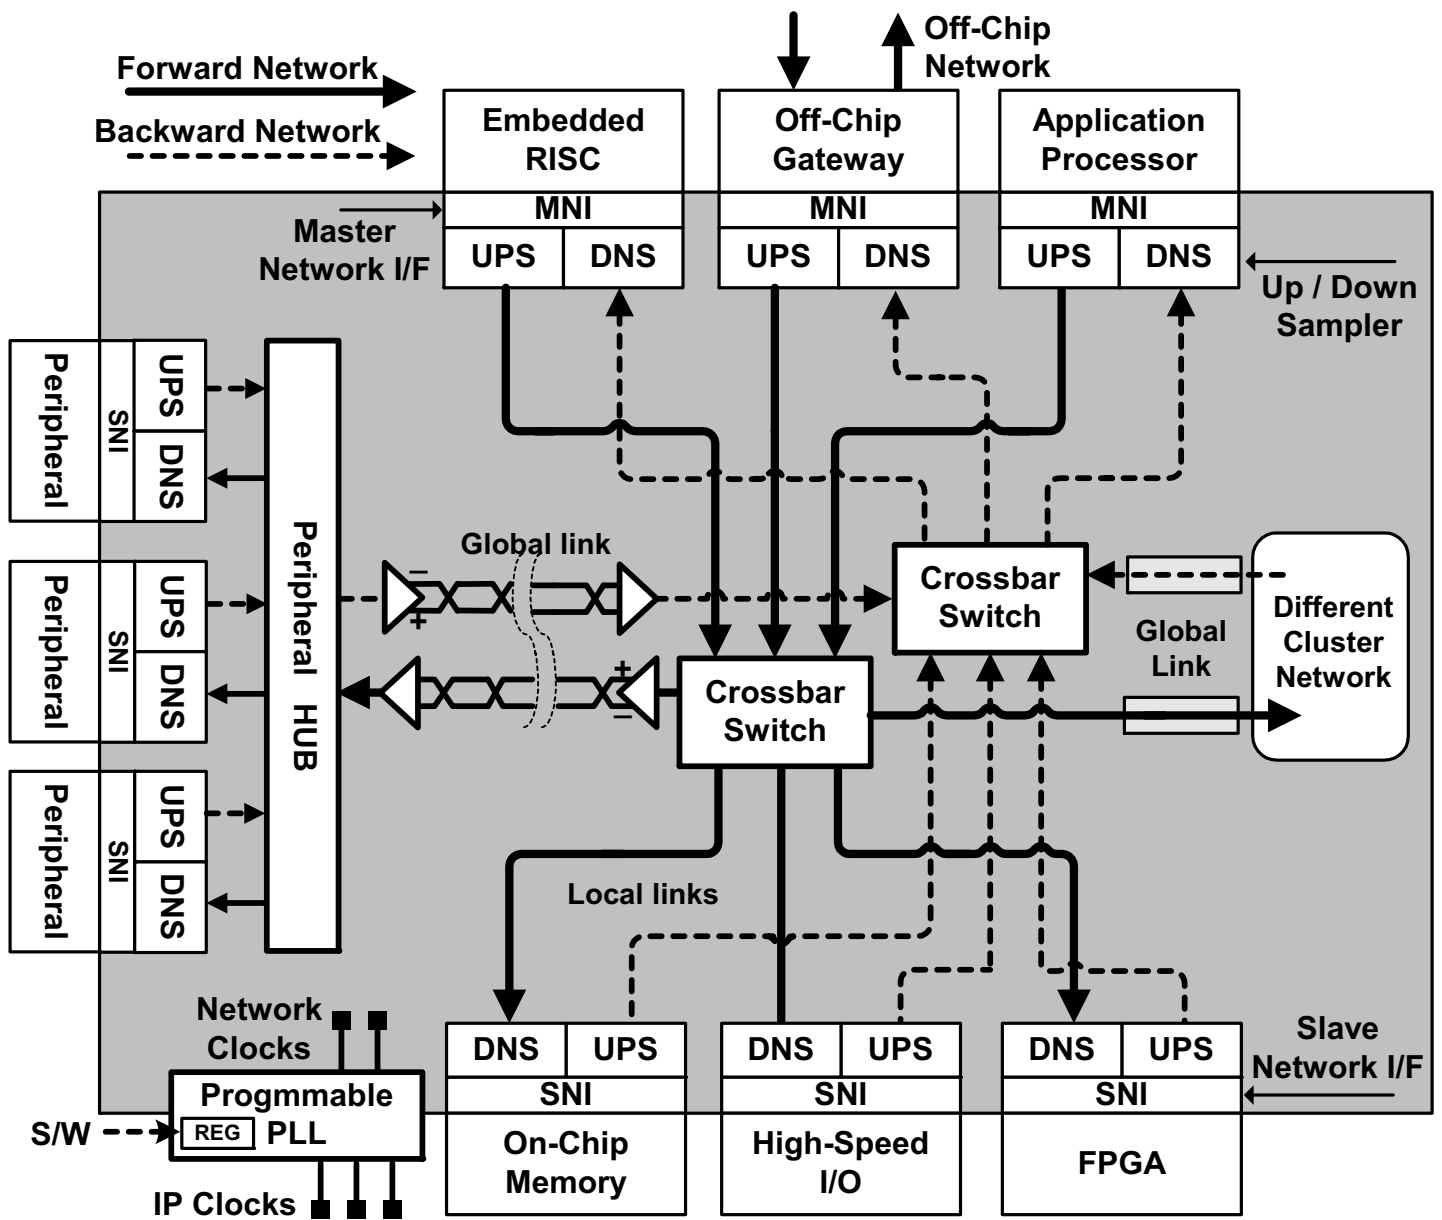 Off-Chip
Network
Forward Network
Backward Network
Embedded
RISC
MNI
UPS DNS
Off-Chip
Gateway
MNI
UPS DNS
Application
Processor
MNI
UPS DNS
Master
Network I/F
Up / Down
Sampler
Peripheral
SNI
UPS
DNS
Peripheral
SNI
UPS
DNS
Peripheral
SNI
UPS
DNS
Peripheral HUB
Global link
−
+
+
−
Crossbar
Switch
Crossbar
Switch
Global
Link
Different
Cluster
Network
Local links
Network
Clocks
Progmmable
REG PLL
S/W
IP Clocks
DNS UPS
SNI
On-Chip
Memory
DNS UPS
SNI
High-Speed
I/O
DNS UPS
SNI
FPGA
Slave
Network I/F